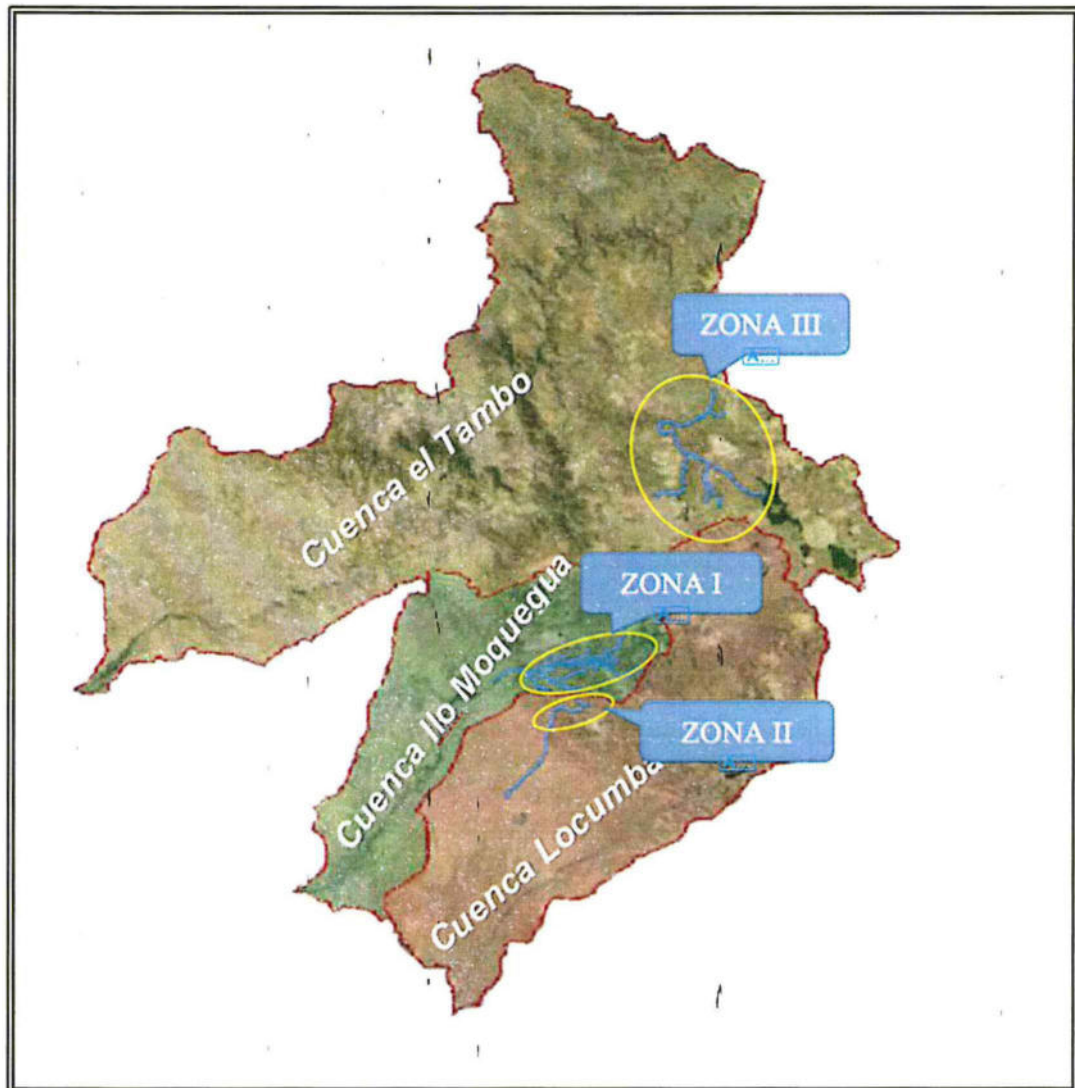 ZONA III
Cuenca el Tambo
ZONA I
Cuenca Ilo Moquegua
ZONA II
Cuenca Locumba